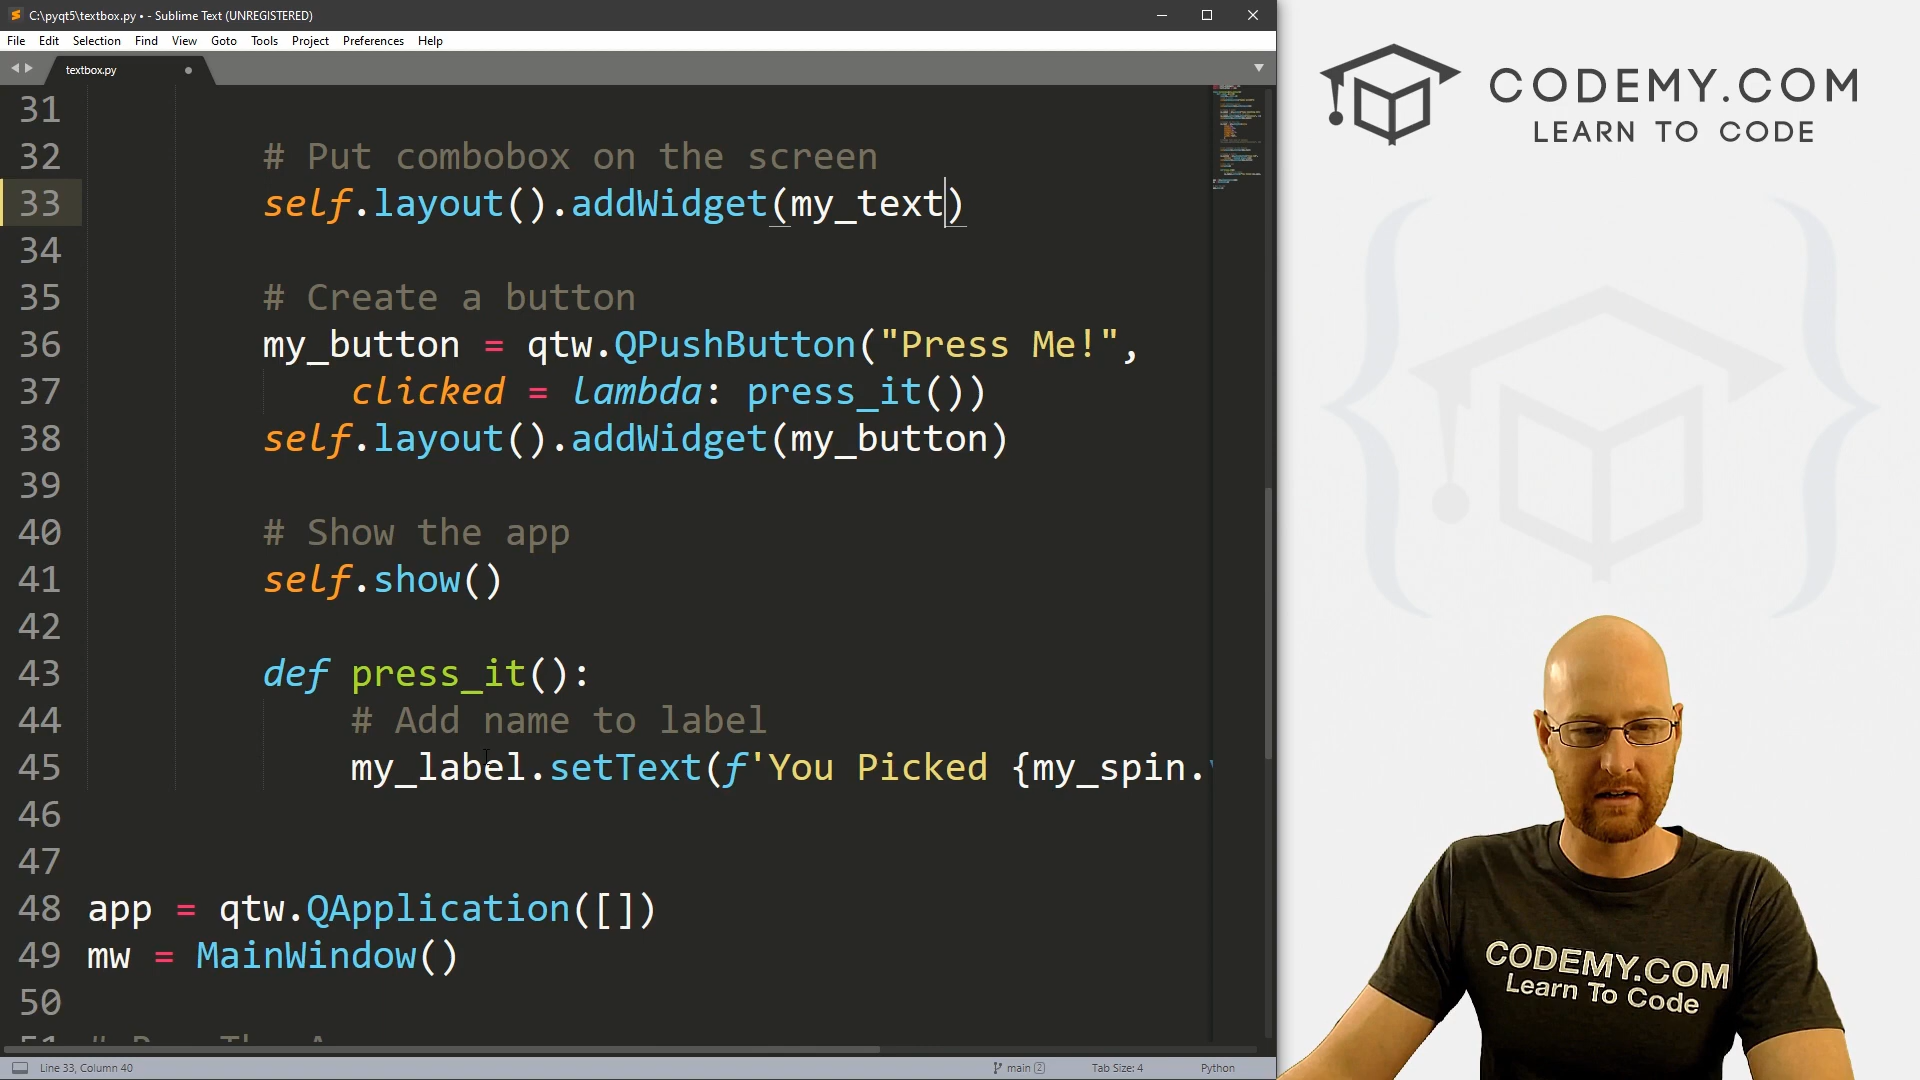 C:\pyqt5\textbox.py • - Sublime Text (UNREGISTERED)
File Edit Selection Find View Goto Tools Project Preferences Help
textbox.py
31
32 # Put combobox on the screen
33 self.layout().addWidget(my_text)
34
35 # Create a button
36 my_button = qtw.QPushButton("Press Me!",
37 clicked = lambda: press_it())
38 self.layout().addWidget(my_button)
39
40 # Show the app
41 self.show()
42
43 def press_it():
44 # Add name to label
45 my_label.setText(f'You Picked {my_spin.
46
47
48 app = qtw.QApplication([])
49 mw = MainWindow()
50
Line 33, Column 40 main 2 Tab Size: 4 Python
CODEMY.COM
LEARN TO CODE
CODEMY.COM
Learn To Code